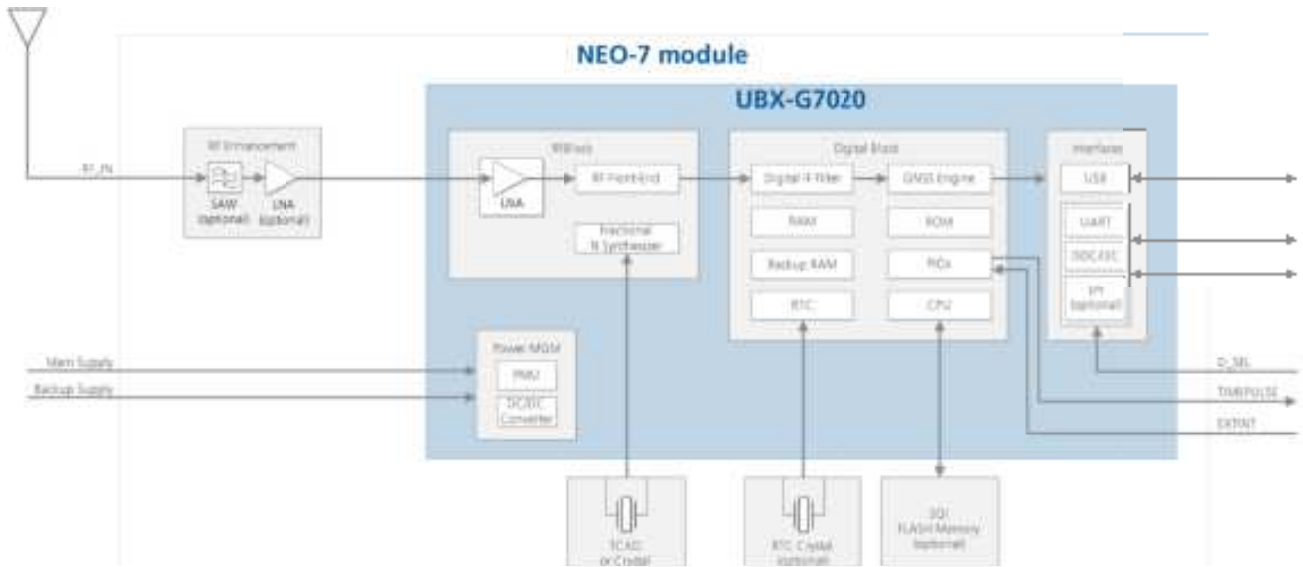 NEO-7 module
UBX-G7020
RF Enhancement
RF Block
Digital Block
Interfaces
RF_IN
SAW
(optional)
LNA
(optional)
LNA
RF Front-End
Digital IF Filter
GNSS Engine
USB
Fractional
N Synthesizer
RAM
ROM
UART
Backup RAM
PIOs
DDC/I2C
RTC
CPU
SPI
(optional)
Power MGM
Main Supply
PMU
D_SEL
Backup Supply
DC/DC
Converter
TIMEPULSE
EXTINT
TCXO
or Crystal
RTC Crystal
(optional)
SQI
FLASH Memory
(optional)